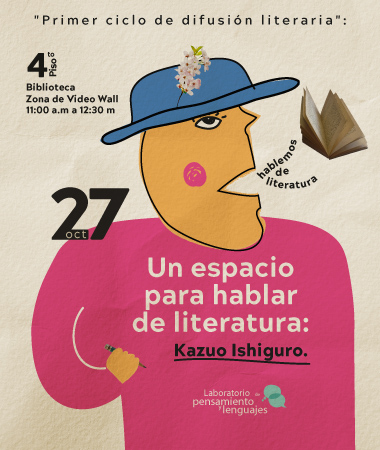 "Primer ciclo de difusión literaria":
4º Piso
Biblioteca
Zona de Video Wall
11:00 a.m a 12:30 m
hablemos
de
literatura
27
oct
Un espacio
para hablar
de literatura:
Kazuo Ishiguro.
Laboratorio de
pensamiento
y lenguajes